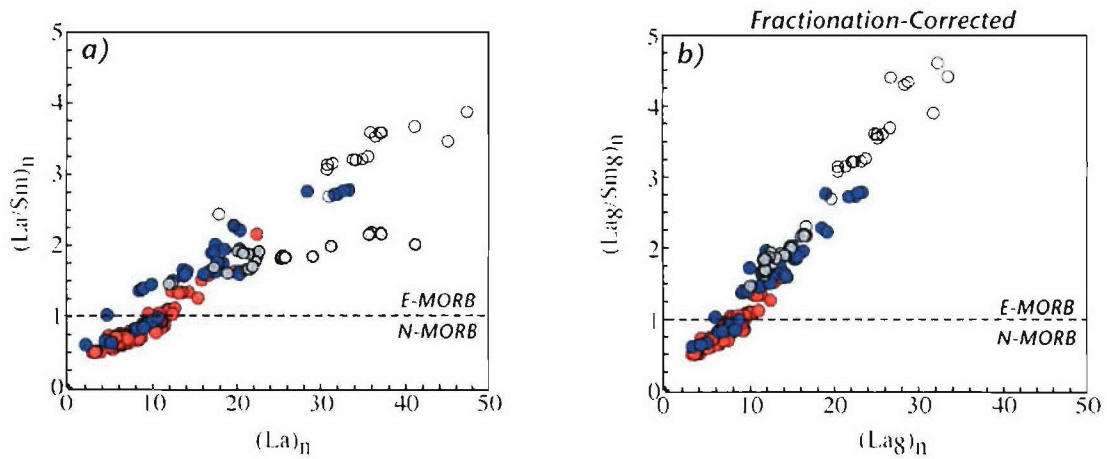 Fractionation-Corrected
a)
5
4
3
2
1
0
(La/Sm)n
E-MORB
N-MORB
0 10 20 30 40 50
(La)n
b)
5
4
3
2
1
0
(La8/Sm8)n
E-MORB
N-MORB
0 10 20 30 40 50
(La8)n